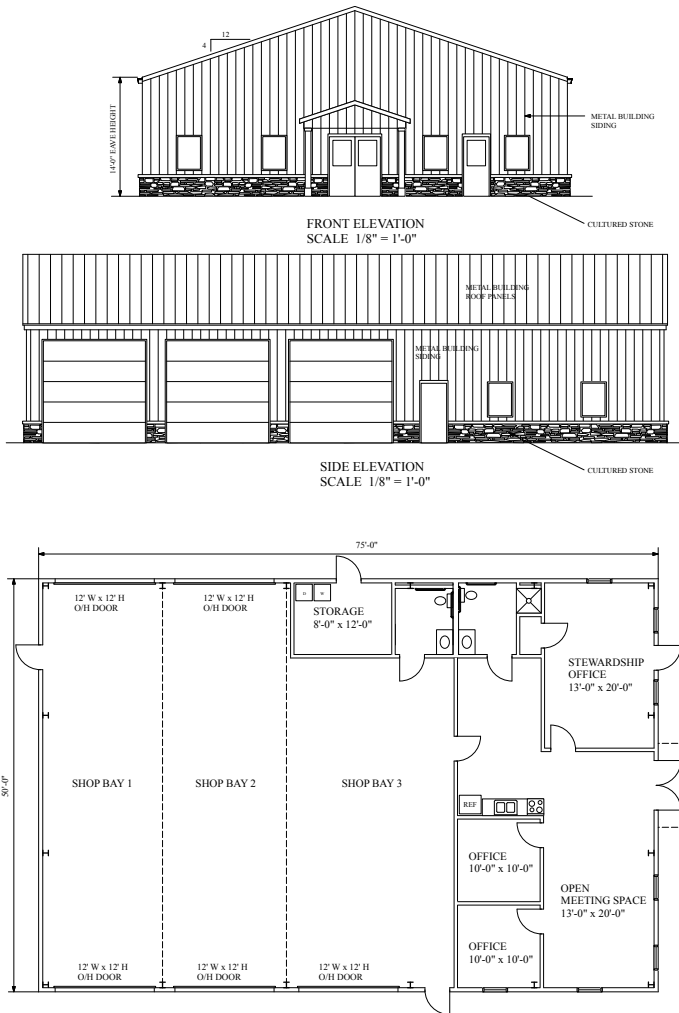 12
4
14'-0" EAVE HEIGHT
METAL BUILDING
SIDING
CULTURED STONE
FRONT ELEVATION
SCALE 1/8" = 1'-0"
METAL BUILDING
ROOF PANELS
METAL BUILDING
SIDING
CULTURED STONE
SIDE ELEVATION
SCALE 1/8" = 1'-0"
75'-0"
50'-0"
12' W x 12' H
O/H DOOR
12' W x 12' H
O/H DOOR
STORAGE
8'-0" x 12'-0"
STEWARDSHIP
OFFICE
13'-0" x 20'-0"
SHOP BAY 1
SHOP BAY 2
SHOP BAY 3
REF
OFFICE
10'-0" x 10'-0"
OPEN
MEETING SPACE
13'-0" x 20'-0"
OFFICE
10'-0" x 10'-0"
12' W x 12' H
O/H DOOR
12' W x 12' H
O/H DOOR
12' W x 12' H
O/H DOOR